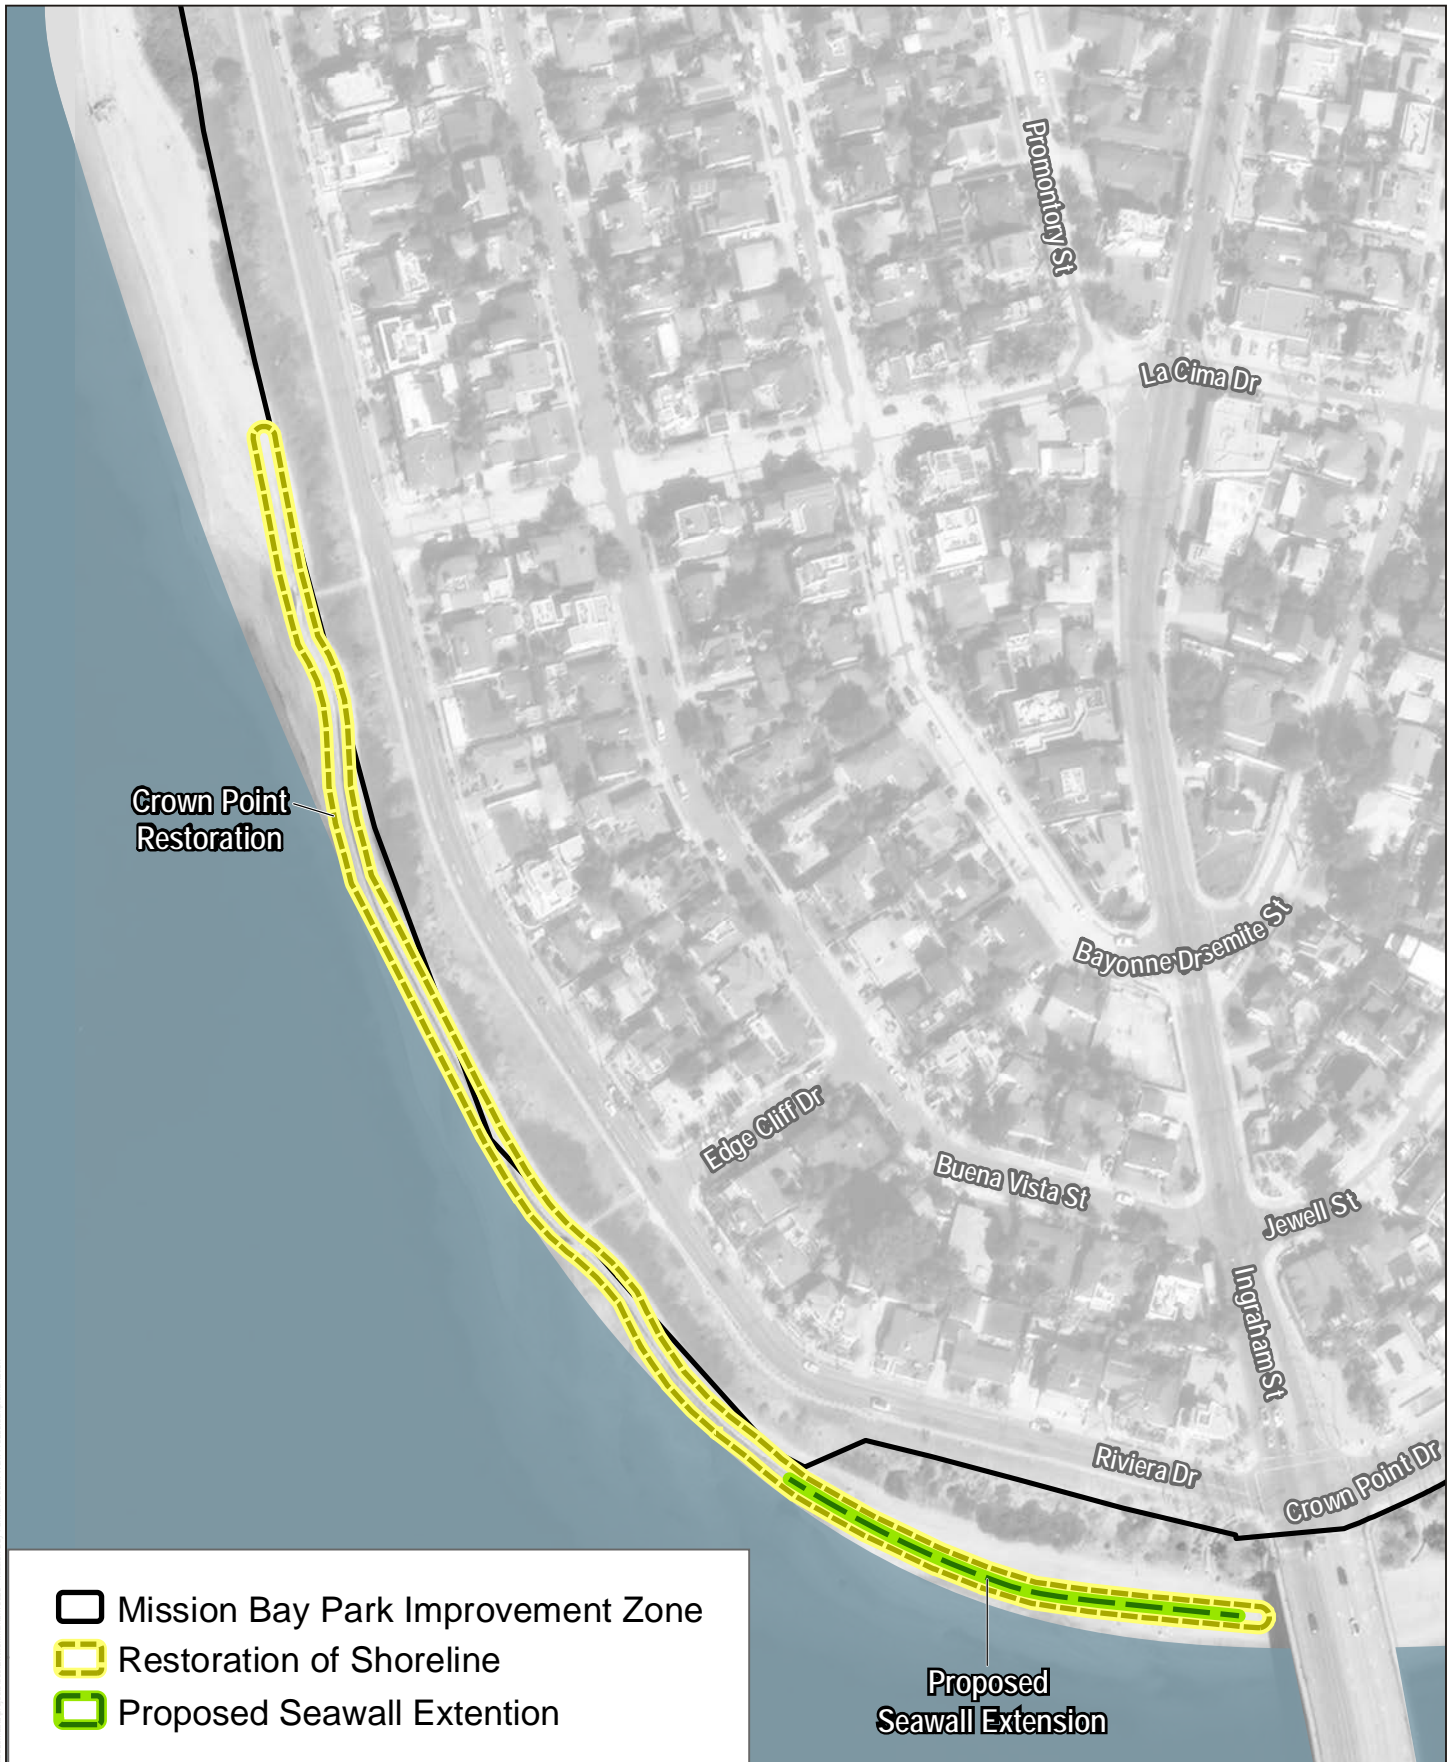 Promontory St
La Cima Dr
Crown Point
Restoration
Bayonne Dr
semite St
Edge Cliff Dr
Buena Vista St
Jewell St
Ingraham St
Riviera Dr
Crown Point Dr
Mission Bay Park Improvement Zone
Restoration of Shoreline
Proposed Seawall Extention
Proposed
Seawall Extension